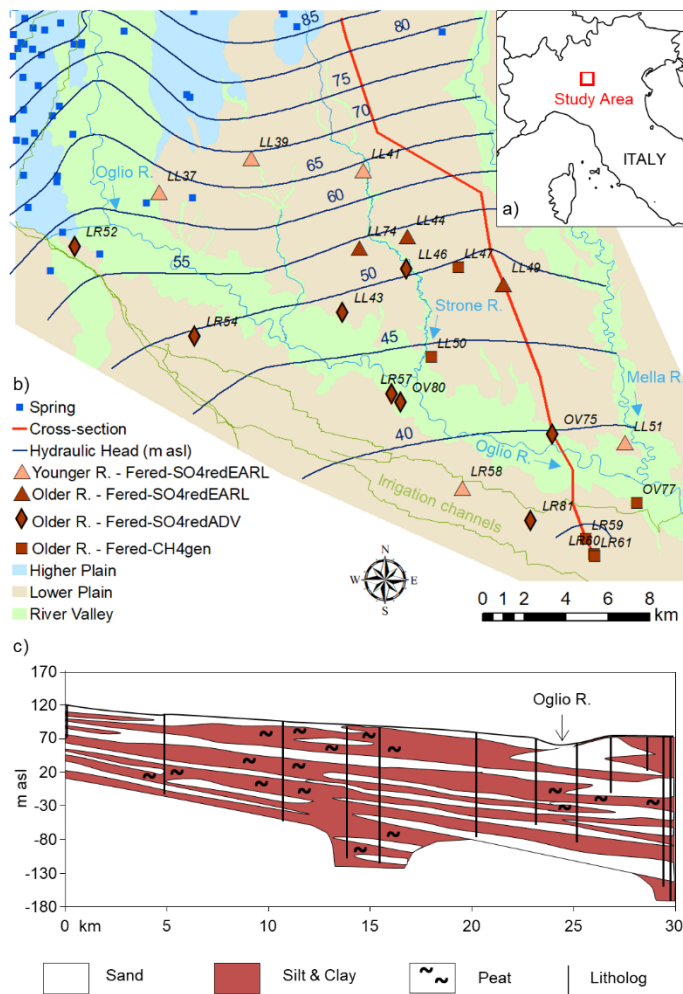 85
80
75
70
65
60
55
50
45
40
Study Area
ITALY
a)
LL39
LL41
LL37
Oglio R.
LR52
LL44
LL74
LL46
LL47
LL49
LL43
Strone R.
LR54
LL50
LR57
OV80
Mella R.
OV75
LL51
Oglio R.
LR58
OV77
LR81
LR59
LR60
LR61
Irrigation channels
N
W
E
S
0 1 2 4 6 8
km
b)
Spring
Cross-section
Hydraulic Head (m asl)
Younger R. - Fered-SO4redEARL
Older R. - Fered-SO4redEARL
Older R. - Fered-SO4redADV
Older R. - Fered-CH4gen
Higher Plain
Lower Plain
River Valley
c)
170
120
70
20
-30
-80
-130
-180
m asl
Oglio R.
0 km 5 10 15 20 25 30
Sand
Silt & Clay
Peat
Litholog